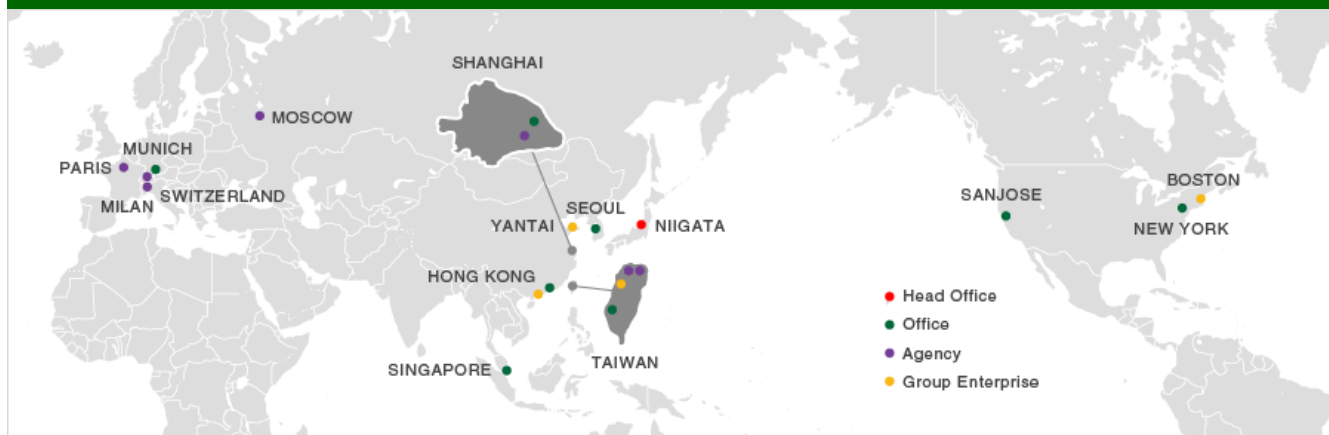 SHANGHAI
MOSCOW
MUNICH
PARIS
SWITZERLAND
MILAN
SANJOSE
BOSTON
NEW YORK
SEOUL
YANTAI
NIIGATA
HONG KONG
SINGAPORE
TAIWAN
Head Office
Office
Agency
Group Enterprise